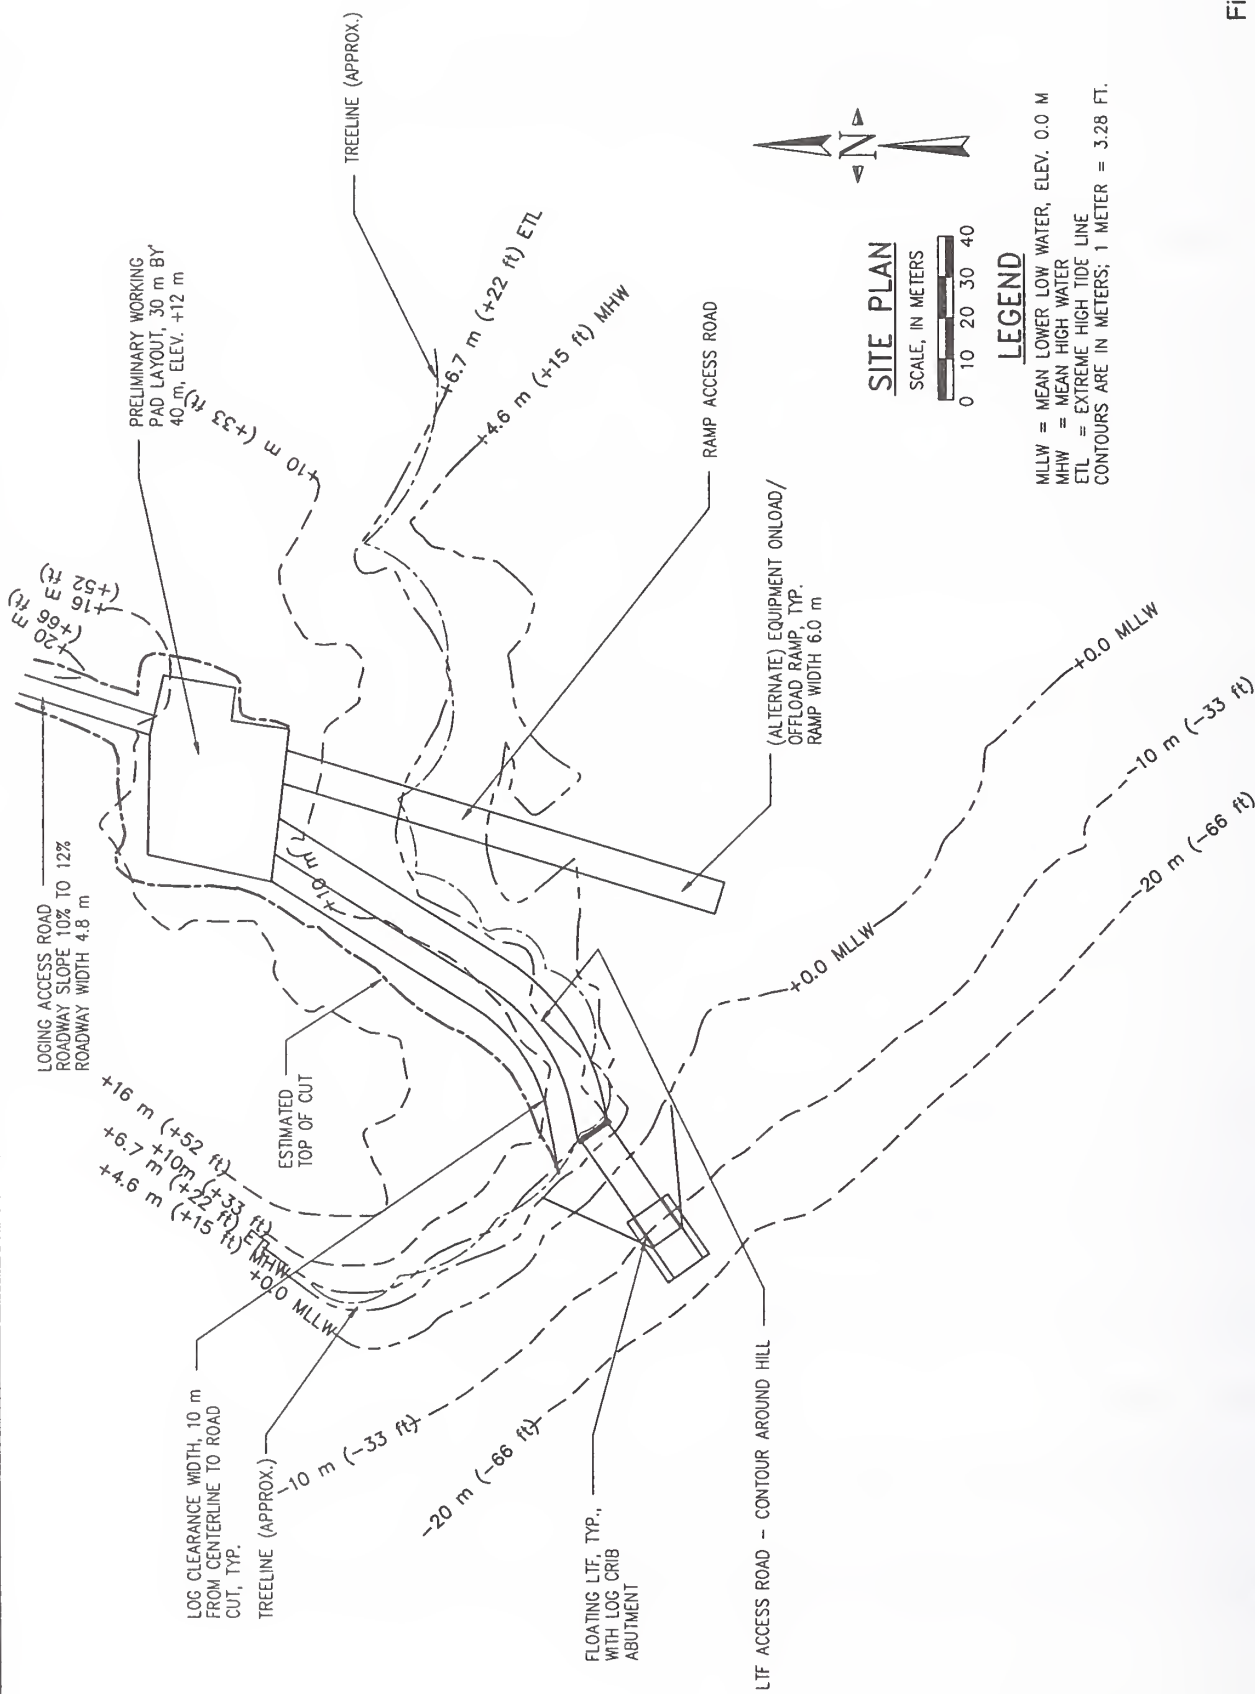 LOGING ACCESS ROAD
ROADWAY SLOPE 10% TO 12%
ROADWAY WIDTH 4.8 m
+20 m
(+66 ft)
+16 m
(+52 ft)
PRELIMINARY WORKING
PAD LAYOUT, 30 m BY
40 m, ELEV. +12 m
+10 m (+33 ft)
TREELINE (APPROX.)
+6.7 m (+22 ft) ETL
+4.6 m (+15 ft) MHW
RAMP ACCESS ROAD
(ALTERNATE) EQUIPMENT ONLOAD/
OFFLOAD RAMP, TYP.
RAMP WIDTH 6.0 m
+10 m
ESTIMATED
TOP OF CUT
+16 m (+52 ft)
+10m (+33 ft)
+6.7 m (+22 ft) ETL
+4.6 m (+15 ft) MHW
+0.0 MLLW
LOG CLEARANCE WIDTH, 10 m
FROM CENTERLINE TO ROAD
CUT, TYP.
TREELINE (APPROX.)
-10 m (-33 ft)
-20 m (-66 ft)
FLOATING LTF, TYP.,
WITH LOG CRIB
ABUTMENT
LTF ACCESS ROAD - CONTOUR AROUND HILL
+0.0 MLLW
+0.0 MLLW
-10 m (-33 ft)
-20 m (-66 ft)
N
SITE PLAN
SCALE, IN METERS
0 10 20 30 40
LEGEND
MLLW = MEAN LOWER LOW WATER, ELEV. 0.0 M
MHW = MEAN HIGH WATER
ETL = EXTREME HIGH TIDE LINE
CONTOURS ARE IN METERS; 1 METER = 3.28 FT.
Fi